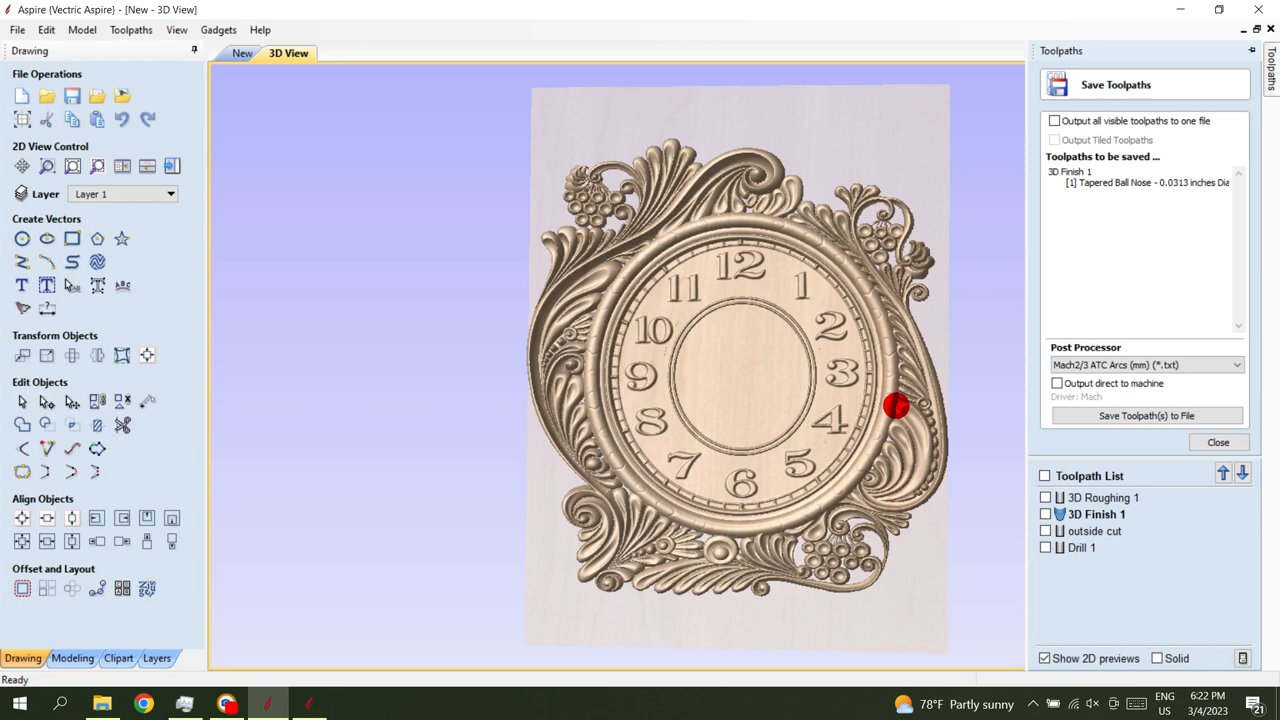 Aspire {Vectric Aspire} - [New - 3D View]
File Edit Model Toolpaths View Gadgets Help
Drawing
File Operations
2D View Control
Layer Layer 1
Create Vectors
Transform Objects
Edit Objects
Align Objects
Offset and Layout
Drawing Modeling Clipart Layers
Ready
New 3D View
12
1
2
3
4
5
6
7
8
9
10
11
Toolpaths
Toolpaths
Save Toolpaths
Output all visible toolpaths to one file
Output Tiled Toolpaths
Toolpaths to be saved ...
3D Finish 1
[1] Tapered Ball Nose - 0.0313 inches Dia
Post Processor
Mach2/3 ATC Arcs (mm) (*.txt)
Output direct to machine
Driver: Mach
Save Toolpath(s) to File
Close
Toolpath List
3D Roughing 1
3D Finish 1
outside cut
Drill 1
Show 2D previews Solid
78°F Partly sunny
ENG
US
6:22 PM
3/4/2023
21